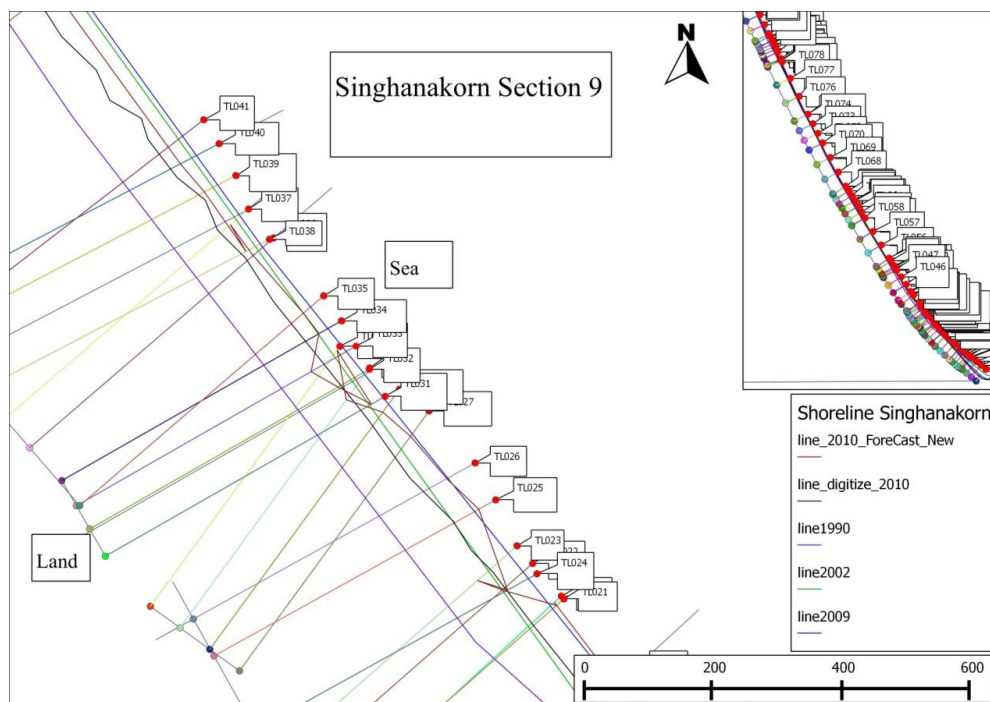 N
Singhanakorn Section 9
TL041
TL040
TL039
TL037
TL038
Sea
TL035
TL034
TL032
TL031
TL026
TL025
TL023
TL024
TL021
Land
TL078
TL077
TL076
TL074
TL070
TL069
TL068
TL058
TL057
TL047
TL046
Shoreline Singhanakorn
line_2010_ForeCast_New
line_digitize_2010
line1990
line2002
line2009
0 200 400 600